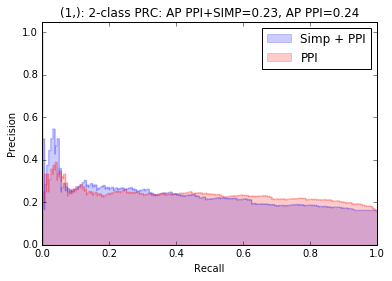 (1,): 2-class PRC: AP PPI+SIMP=0.23, AP PPI=0.24
Simp + PPI
PPI
Precision
1.0
0.8
0.6
0.4
0.2
0.0
0.0 0.2 0.4 0.6 0.8 1.0
Recall